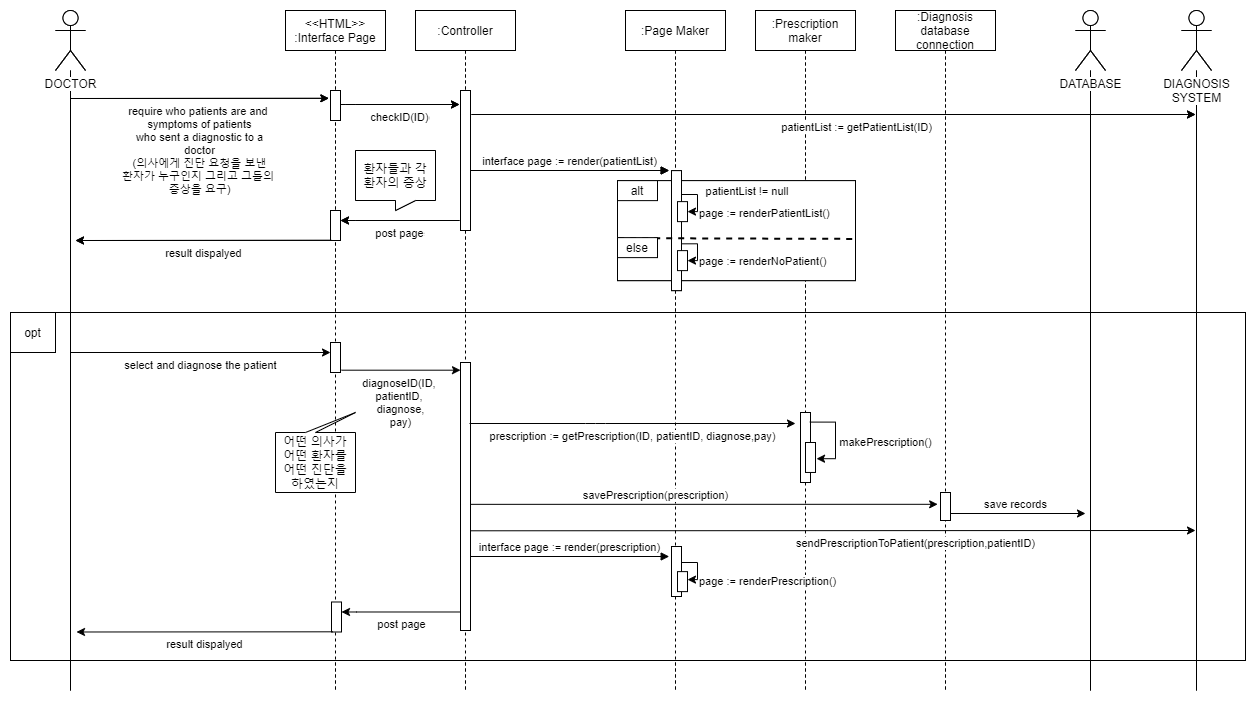 DOCTOR
<<HTML>>
:Interface Page
:Controller
:Page Maker
:Prescription
maker
:Diagnosis
database
connection
DATABASE
DIAGNOSIS
SYSTEM
require who patients are and
symptoms of patients
who sent a diagnostic to a
doctor
(의사에게 진단 요청을 보낸
환자가 누구인지 그리고 그들의
증상을 요구)
checkID(ID)
patientList := getPatientList(ID)
환자들과 각
환자의 증상
interface page := render(patientList)
alt
patientList != null
page := renderPatientList()
else
page := renderNoPatient()
post page
result dispalyed
opt
select and diagnose the patient
diagnoseID(ID,
patientID,
diagnose,
pay)
어떤 의사가
어떤 환자를
어떤 진단을
하였는지
prescription := getPrescription(ID, patientID, diagnose,pay)
makePrescription()
savePrescription(prescription)
save records
sendPrescriptionToPatient(prescription,patientID)
interface page := render(prescription)
page := renderPrescription()
post page
result dispalyed